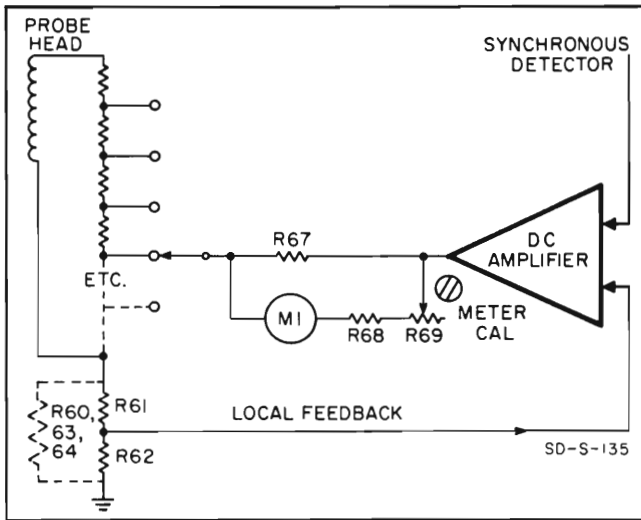 PROBE
HEAD
SYNCHRONOUS
DETECTOR
R67
DC
AMPLIFIER
ETC.
M1
R68
R69
METER
CAL
R60,
63,
64
R61
R62
LOCAL FEEDBACK
SD-S-135